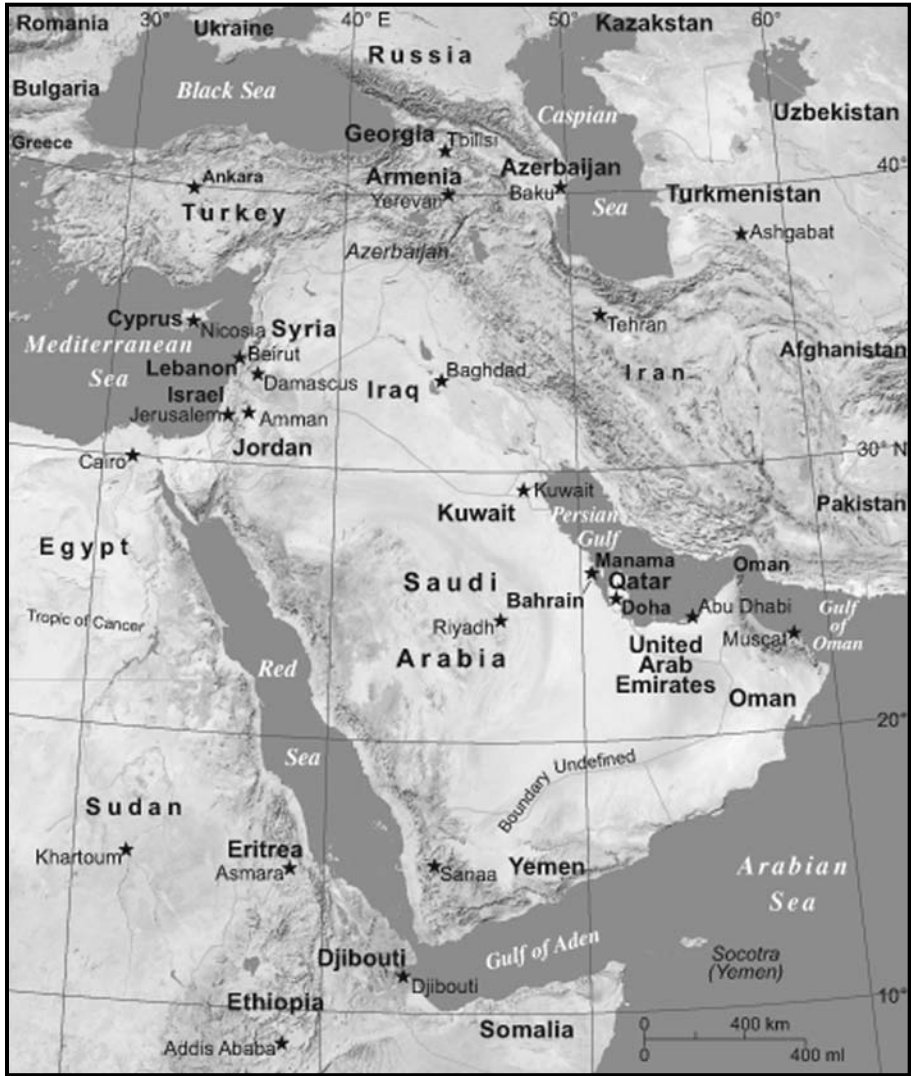 30°
40° E
50°
60°
Romania
Ukraine
Kazakstan
Russia
Bulgaria
Black Sea
Caspian
Sea
Uzbekistan
Greece
Georgia
Tbilisi
Azerbaijan
Baku
40°
Ankara
Armenia
Yerevan
Turkmenistan
Turkey
Ashgabat
Azerbaijan
Cyprus
Nicosia
Syria
Tehran
Mediterranean
Sea
Beirut
Lebanon
Damascus
Iraq
Baghdad
Iran
Afghanistan
Israel
Jerusalem
Amman
Jordan
Cairo
30° N
Kuwait
Kuwait
Persian
Gulf
Pakistan
Egypt
Manama
Oman
Saudi
Arabia
Bahrain
Qatar
Doha
Abu Dhabi
Gulf
of
Oman
Tropic of Cancer
Riyadh
Muscat
United
Arab
Emirates
Red
Sea
Oman
20°
Boundary Undefined
Sudan
Khartoum
Eritrea
Asmara
Sanaa
Yemen
Arabian
Sea
Gulf of Aden
Socotra
(Yemen)
Djibouti
Djibouti
Ethiopia
10°
Somalia
Addis Ababa
0
400 km
0
400 ml